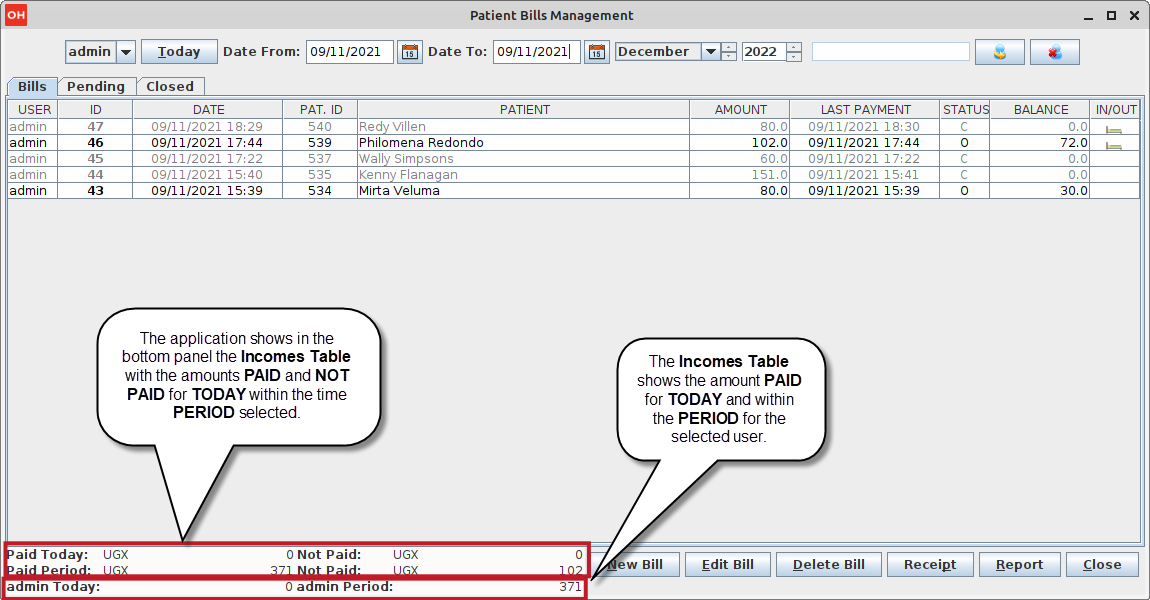 OH Patient Bills Management
admin Today Date From: 09/11/2021 15 Date To: 09/11/2021 15 December 2022
Bills Pending Closed
USER ID DATE PAT. ID PATIENT AMOUNT LAST PAYMENT STATUS BALANCE IN/OUT
admin 47 09/11/2021 18:29 540 Redy Villen 80.0 09/11/2021 18:30 C 0.0
admin 46 09/11/2021 17:44 539 Philomena Redondo 102.0 09/11/2021 17:44 O 72.0
admin 45 09/11/2021 17:22 537 Wally Simpsons 60.0 09/11/2021 17:22 C 0.0
admin 44 09/11/2021 15:40 535 Kenny Flanagan 151.0 09/11/2021 15:41 C 0.0
admin 43 09/11/2021 15:39 534 Mirta Veluma 80.0 09/11/2021 15:39 O 30.0
The application shows in the
bottom panel the Incomes Table
with the amounts PAID and NOT
PAID for TODAY within the time
PERIOD selected.
The Incomes Table
shows the amount PAID
for TODAY and within
the PERIOD for the
selected user.
Paid Today: UGX 0 Not Paid: UGX 0
Paid Period: UGX 371 Not Paid: UGX 102
admin Today: 0 admin Period: 371
New Bill Edit Bill Delete Bill Receipt Report Close